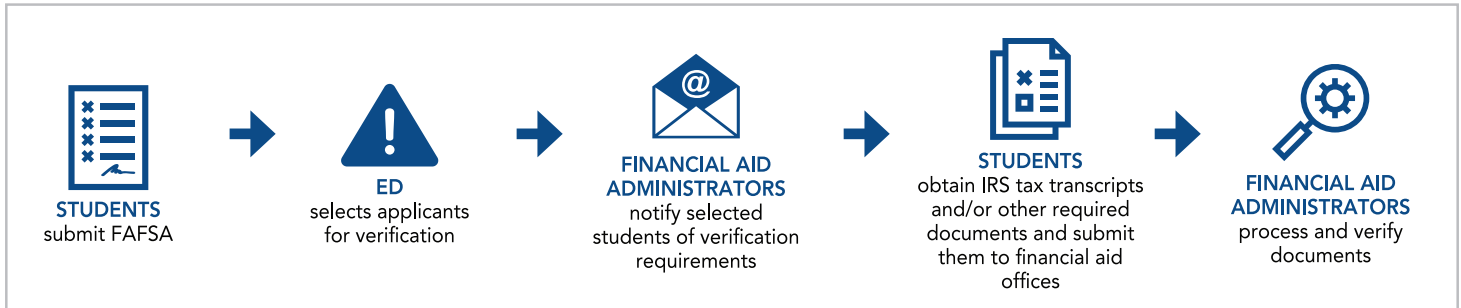 STUDENTS
submit FAFSA
ED
selects applicants
for verification
@
FINANCIAL AID
ADMINISTRATORS
notify selected
students of verification
requirements
STUDENTS
obtain IRS tax transcripts
and/or other required
documents and submit
them to financial aid
offices
FINANCIAL AID
ADMINISTRATORS
process and verify
documents